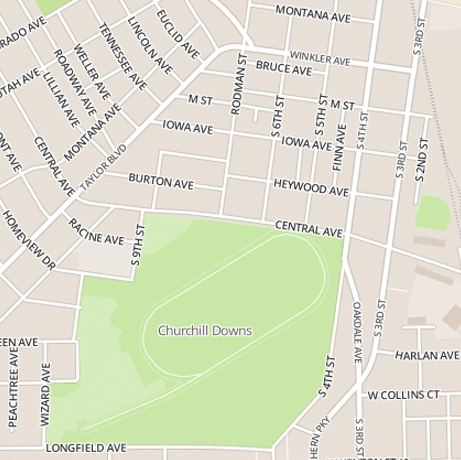 MONTANA AVE
S 3RD ST
EUCLID AVE
LINCOLN AVE
TENNESSEE AVE
WINKLER AVE
BRUCE AVE
WELLER AVE
ROADWAY AVE
LILLIAN AVE
UTAH AVE
RODMAN ST
M ST
M ST
S 6TH ST
S 5TH ST
S 4TH ST
FINN AVE
IOWA AVE
IOWA AVE
MONTANA AVE
S 3RD ST
S 2ND ST
CENTRAL AVE
TAYLOR BLVD
BURTON AVE
HEYWOOD AVE
HOMEVIEW DR
RACINE AVE
S 9TH ST
CENTRAL AVE
Churchill Downs
OAKDALE AVE
S 3RD ST
HARLAN AVE
PEACHTREE AVE
WIZARD AVE
S 4TH ST
W COLLINS CT
S 3RD ST
LONGFIELD AVE